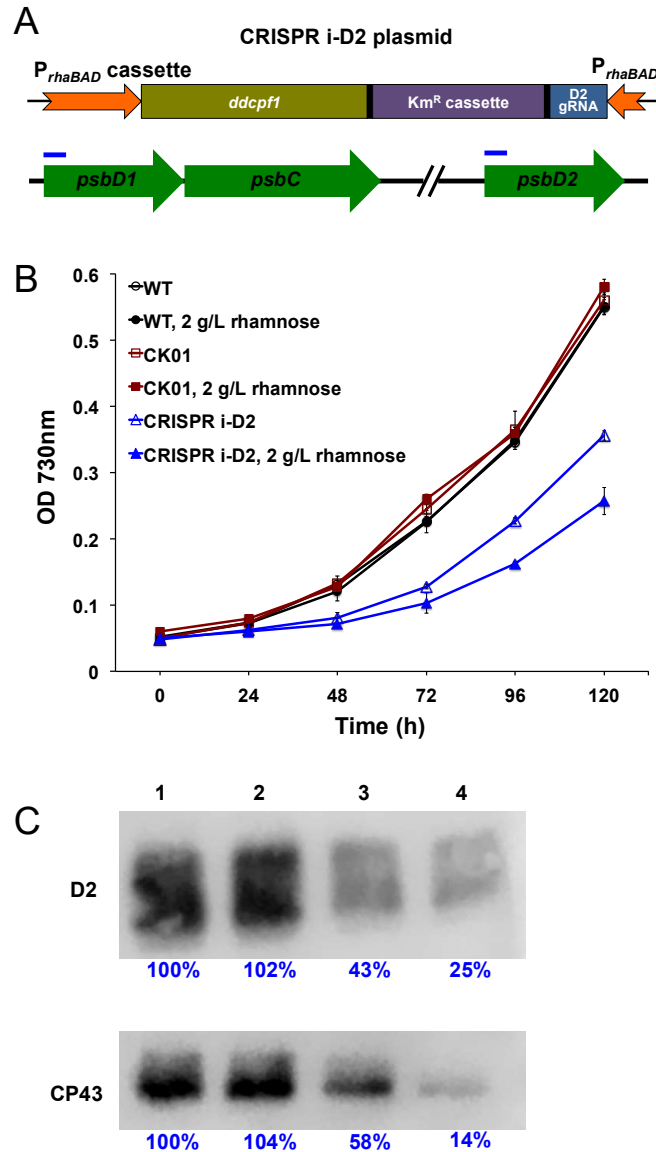 A
CRISPR i-D2 plasmid
PrhaBAD cassette
PrhaBAD
ddcpf1
KmR cassette
D2
gRNA
psbD1
psbC
psbD2
B
0.6
0.5
0.4
0.3
0.2
0.1
0
OD 730nm
WT
WT, 2 g/L rhamnose
CK01
CK01, 2 g/L rhamnose
CRISPR i-D2
CRISPR i-D2, 2 g/L rhamnose
0 24 48 72 96 120
Time (h)
C
1 2 3 4
D2
100% 102% 43% 25%
CP43
100% 104% 58% 14%